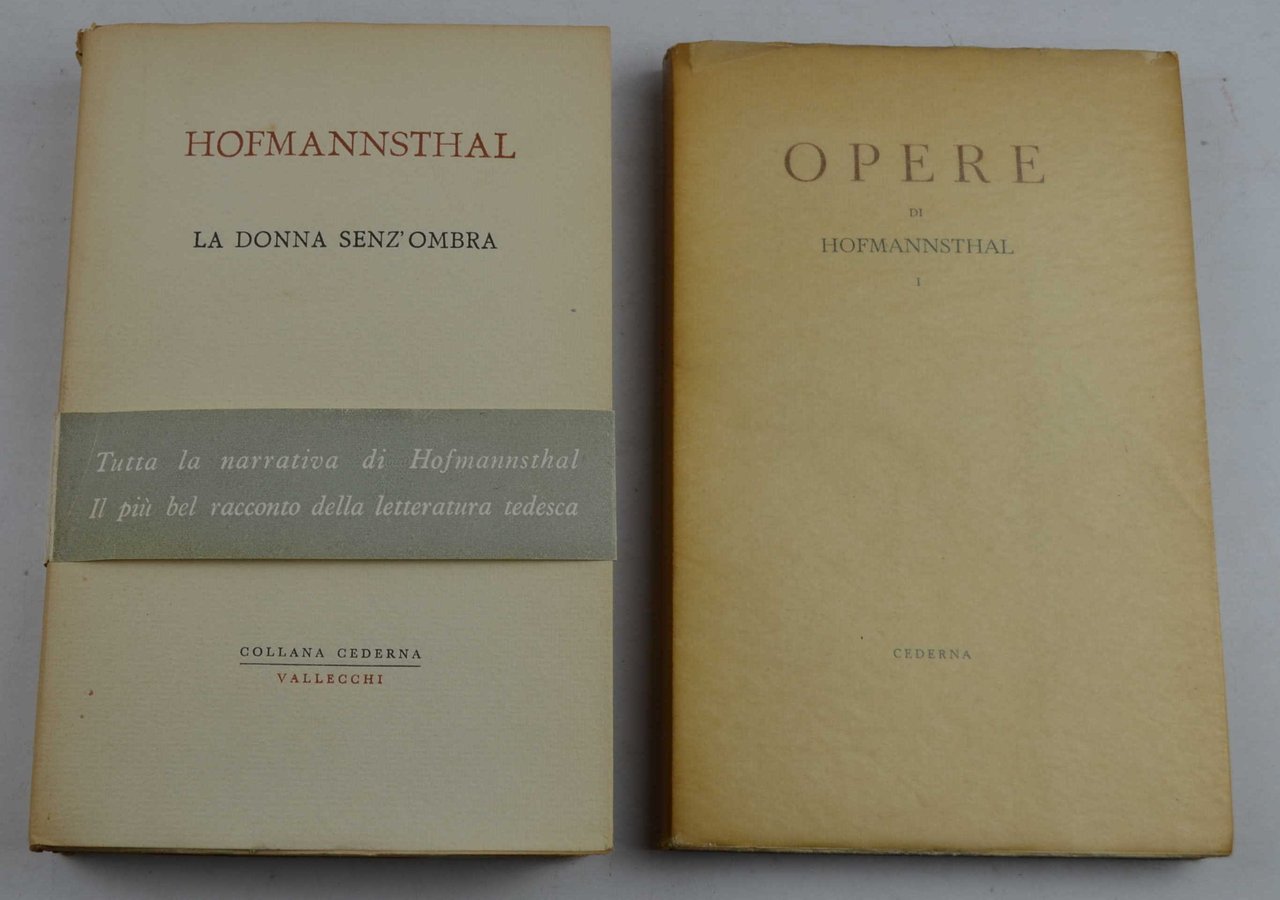 HOFMANNSTHAL
LA DONNA SENZ'OMBRA
Tutta la narrativa di Hofmannsthal
Il più bel racconto della letteratura tedesca
COLLANA CEDERNA
VALLECCHI
OPERE
DI
HOFMANNSTHAL
I
CEDERNA